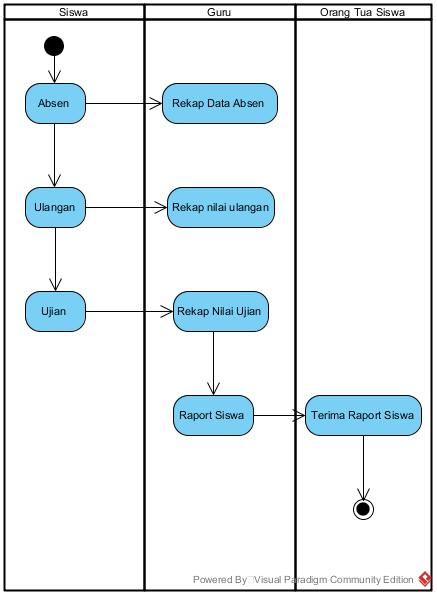 Siswa Guru Orang Tua Siswa
Absen Rekap Data Absen
Ulangan Rekap nilai ulangan
Ujian Rekap Nilai Ujian
Raport Siswa Terima Raport Siswa
Powered By Visual Paradigm Community Edition